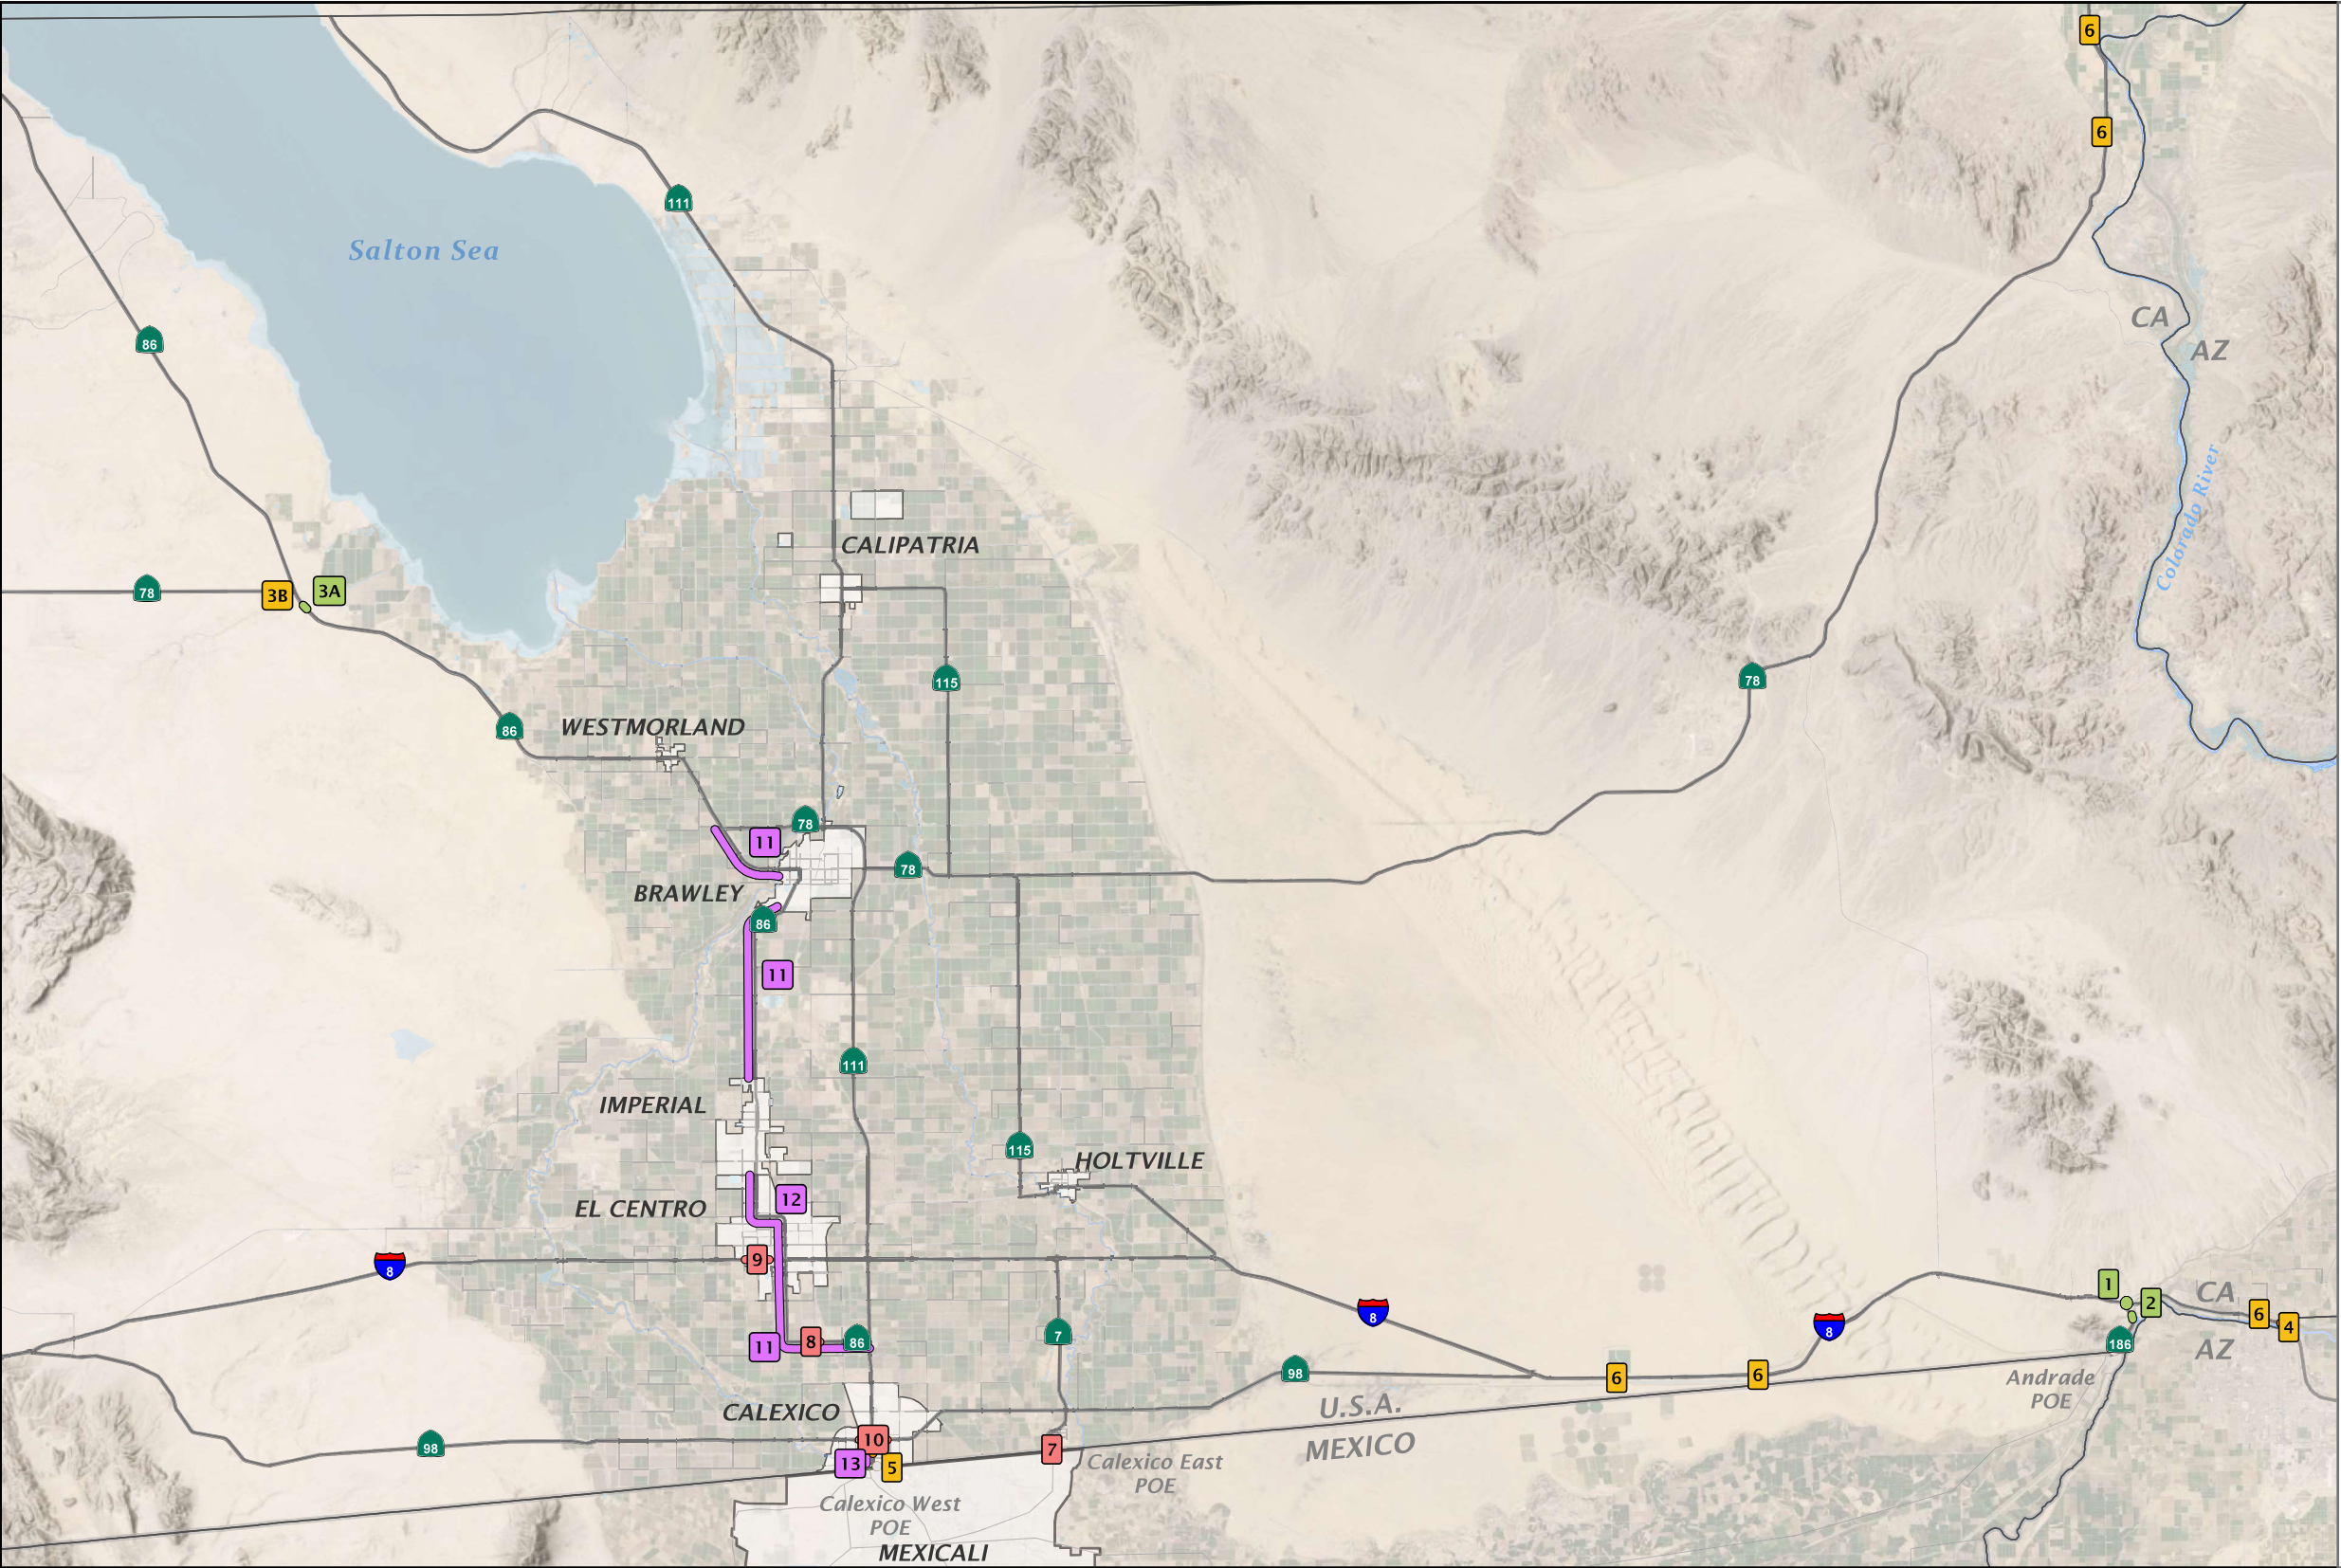 6
6
111
Salton Sea
CA
86
AZ
Colorado River
CALIPATRIA
78
3B
3A
115
78
WESTMORLAND
86
78
11
78
BRAWLEY
86
11
111
IMPERIAL
115
HOLTVILLE
EL CENTRO
12
8
9
1
2
CA
8
8
6
4
11
8
86
7
186
AZ
98
6
6
Andrade
POE
U.S.A.
MEXICO
CALEXICO
98
10
13
5
7
Calexico East
POE
Calexico West
POE
MEXICALI